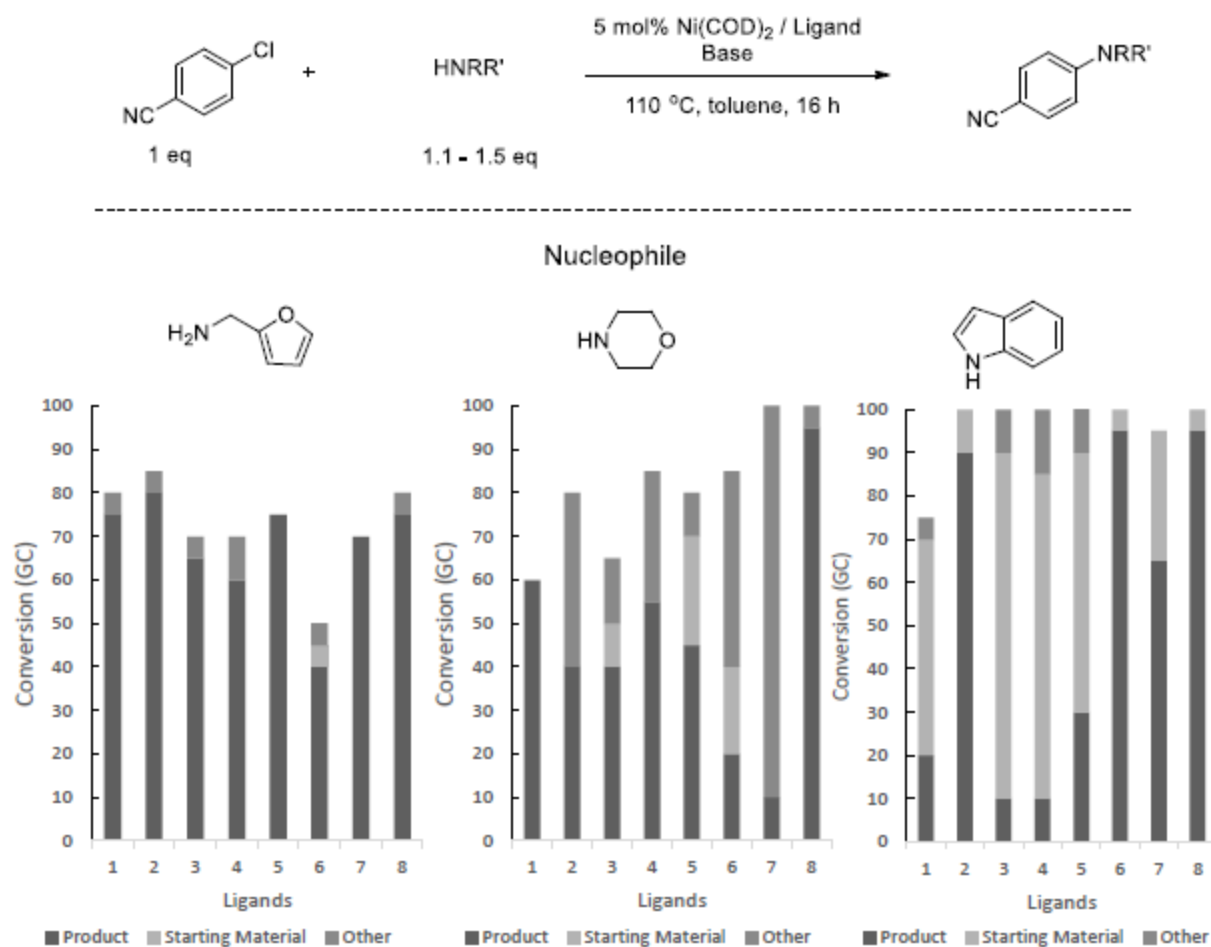 5 mol% Ni(COD)₂ / Ligand
Base
Cl
NC
+
HNRR'
110 °C, toluene, 16 h
NRR'
NC
1 eq
1.1 - 1.5 eq
Nucleophile
H₂N
O
HN
O
N
H
Conversion (GC)
100
90
80
70
60
50
40
30
20
10
0
1 2 3 4 5 6 7 8
Ligands
Product Starting Material Other
Conversion (GC)
100
90
80
70
60
50
40
30
20
10
0
1 2 3 4 5 6 7 8
Ligands
Product Starting Material Other
Conversion (GC)
100
90
80
70
60
50
40
30
20
10
0
1 2 3 4 5 6 7 8
Ligands
Product Starting Material Other